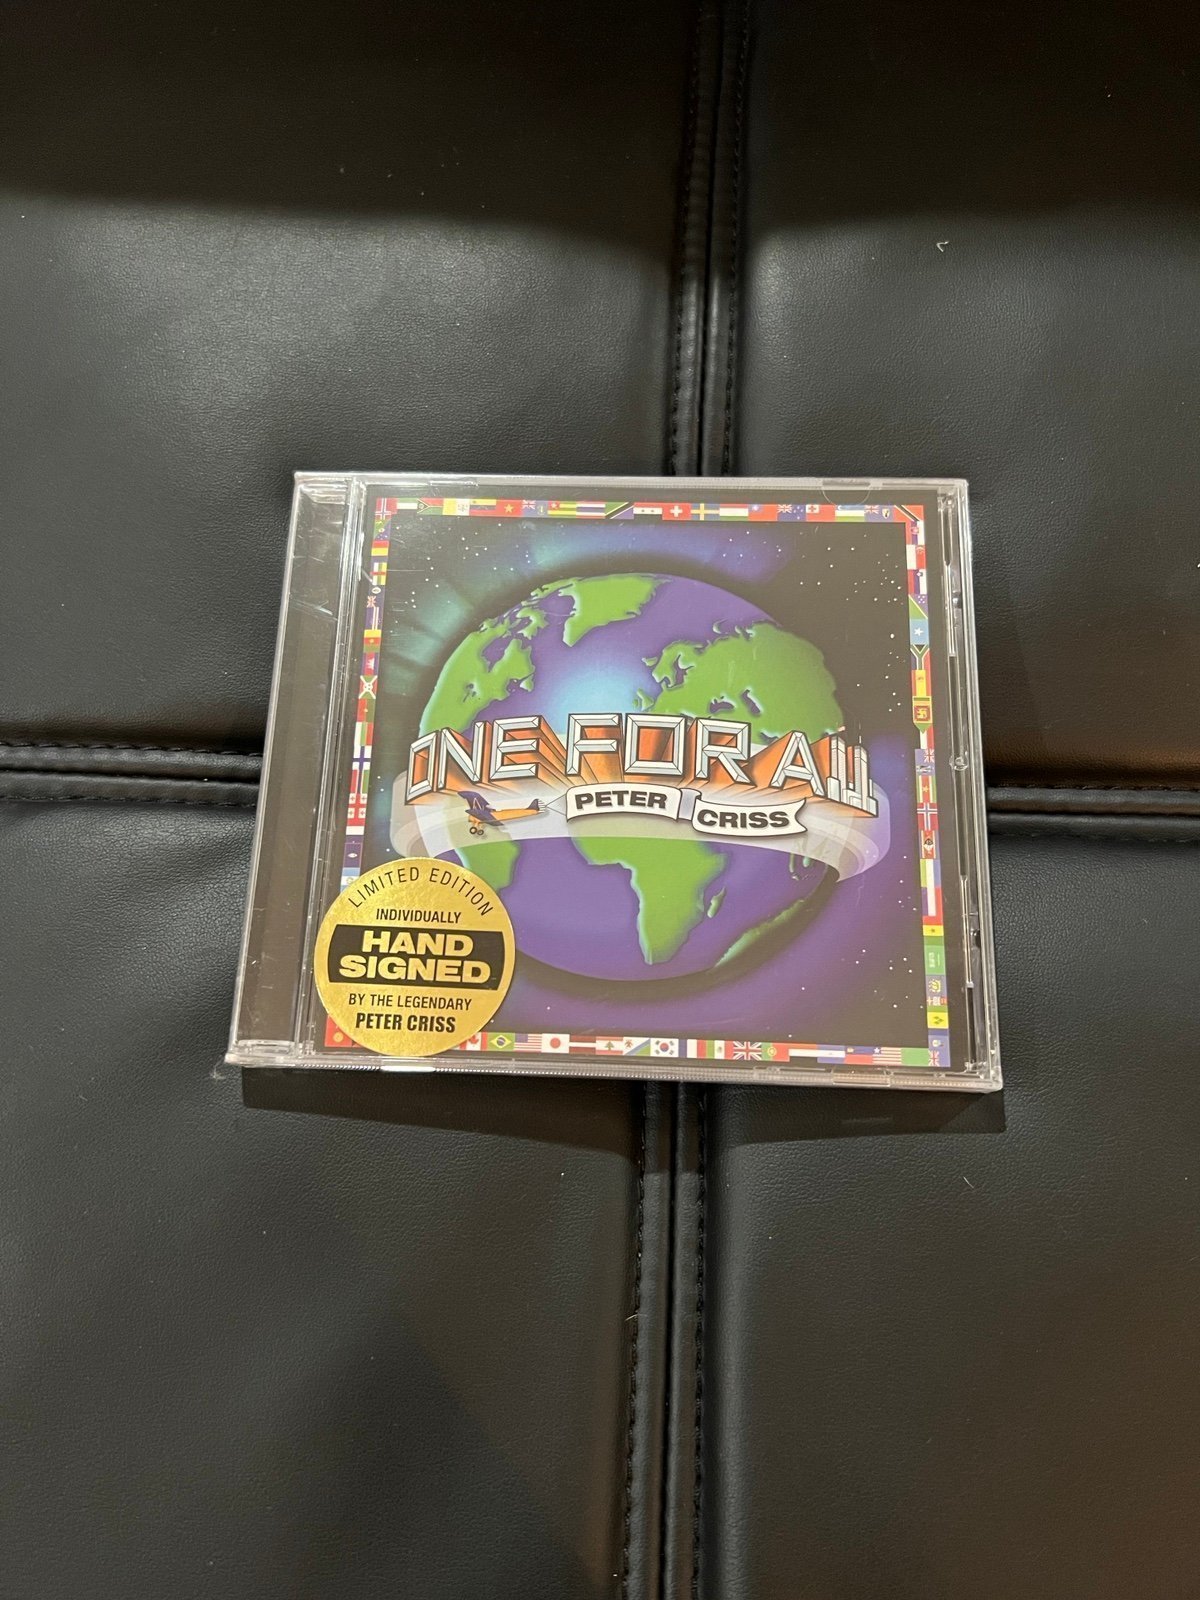 ONE FOR ALL
PETER CRISS
LIMITED EDITION
INDIVIDUALLY
HAND
SIGNED
BY THE LEGENDARY
PETER CRISS